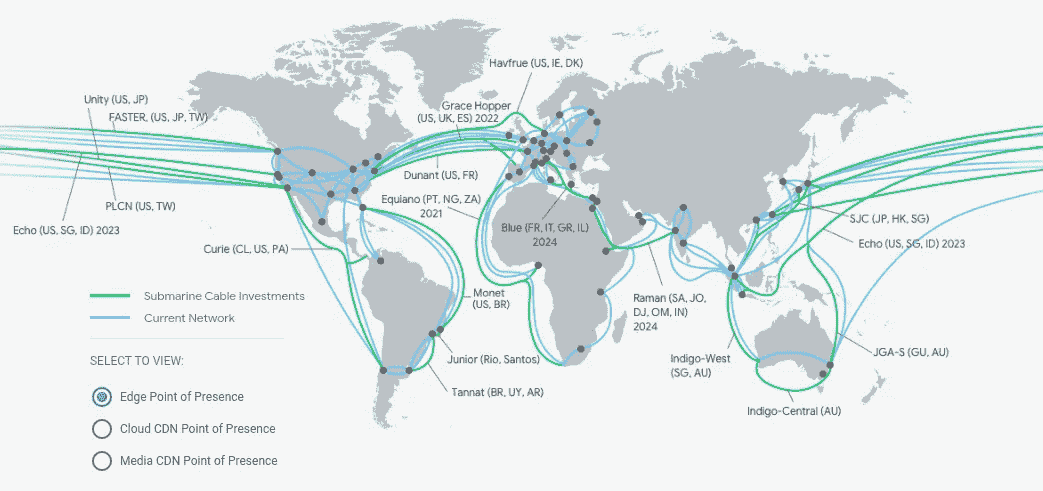 Havfrue (US, IE, DK)
Unity (US, JP)
FASTER, (US, JP, TW)
Grace Hopper
(US, UK, ES) 2022
Dunant (US, FR)
Equiano (PT, NG, ZA)
2021
PLCN (US, TW)
Echo (US, SG, ID) 2023
Curie (CL, US, PA)
Blue (FR, IT, GR, IL)
2024
SJC (JP, HK, SG)
Echo (US, SG, ID) 2023
Monet
(US, BR)
Raman (SA, JO,
DJ, OM, IN)
2024
Submarine Cable Investments
Current Network
Junior (Rio, Santos)
Tannat (BR, UY, AR)
Indigo-West
(SG, AU)
JGA-S (GU, AU)
Indigo-Central (AU)
SELECT TO VIEW:
Edge Point of Presence
Cloud CDN Point of Presence
Media CDN Point of Presence